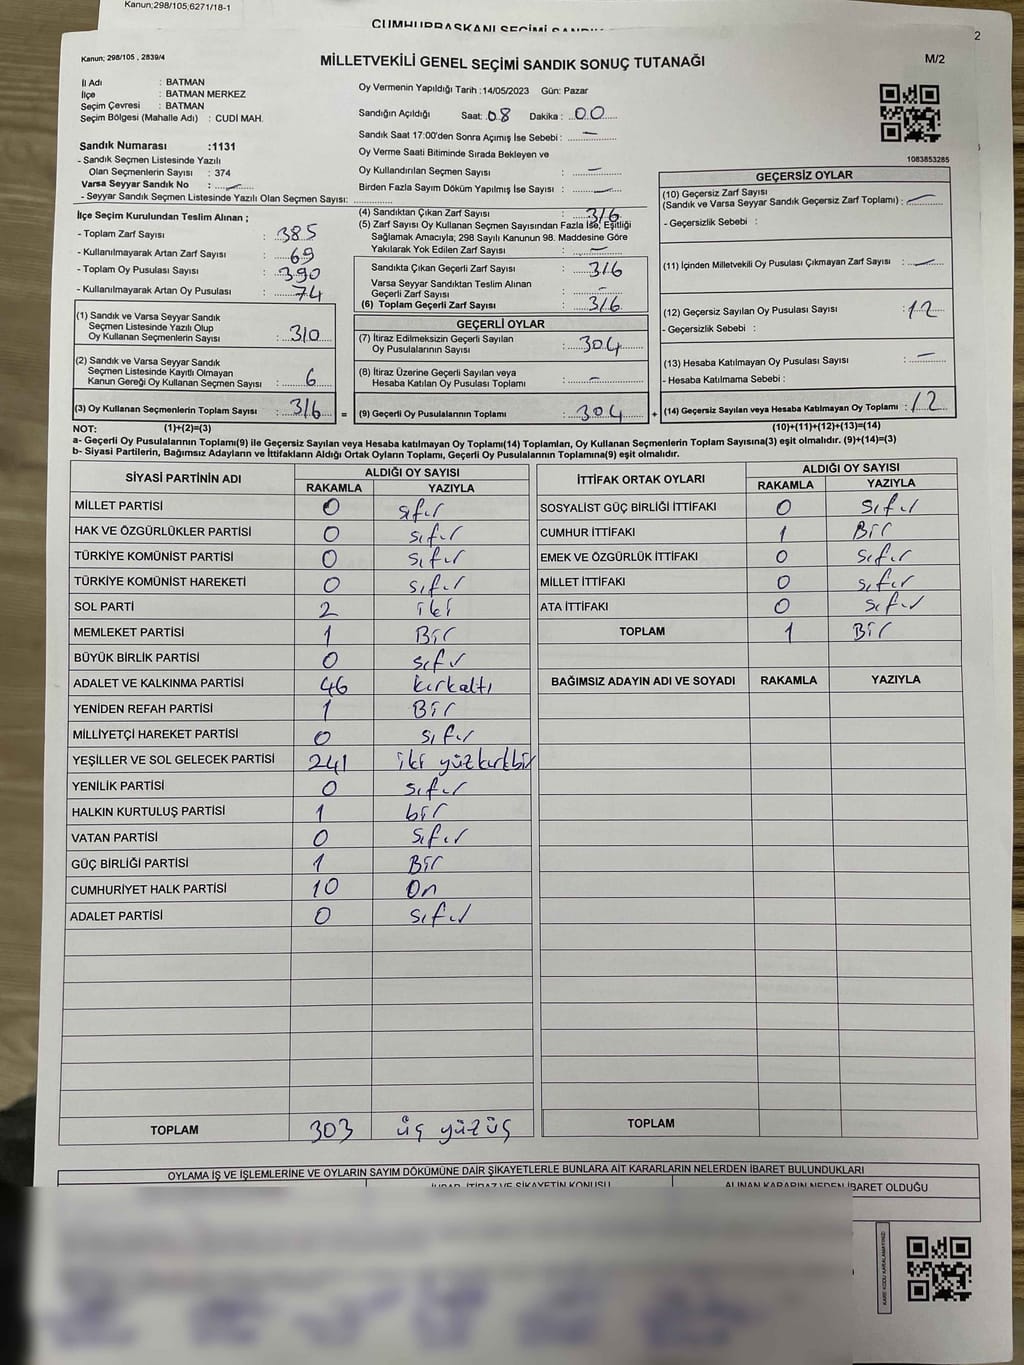 Kanun;298/105,6271/18-1
2
Kanun; 298/105 , 2839/4
MİLLETVEKİLİ GENEL SEÇİMİ SANDIK SONUÇ TUTANAĞI
M/2
İl Adı : BATMAN
İlçe : BATMAN MERKEZ
Seçim Çevresi : BATMAN
Seçim Bölgesi (Mahalle Adı) : CUDİ MAH.
Sandık Numarası :1131
- Sandık Seçmen Listesinde Yazılı
Olan Seçmenlerin Sayısı : 374
Varsa Seyyar Sandık No :
- Seyyar Sandık Seçmen Listesinde Yazılı Olan Seçmen Sayısı:
Oy Vermenin Yapıldığı Tarih :14/05/2023 Gün: Pazar
Sandığın Açıldığı Saat: 08 Dakika : 00
Sandık Saat 17:00'den Sonra Açımış İse Sebebi : —
Oy Verme Saati Bitiminde Sırada Bekleyen ve
Oy Kullandırılan Seçmen Sayısı : —
Birden Fazla Sayım Döküm Yapılmış İse Sayısı : —
1083853285
İlçe Seçim Kurulundan Teslim Alınan ;
- Toplam Zarf Sayısı : 385
- Kullanılmayarak Artan Zarf Sayısı : 69
- Toplam Oy Pusulası Sayısı : 390
- Kullanılmayarak Artan Oy Pusulası : 74
(1) Sandık ve Varsa Seyyar Sandık
Seçmen Listesinde Yazılı Olup
Oy Kullanan Seçmenlerin Sayısı : 310
(2) Sandık ve Varsa Seyyar Sandık
Seçmen Listesinde Kayıtlı Olmayan
Kanun Gereği Oy Kullanan Seçmen Sayısı : 6
(3) Oy Kullanan Seçmenlerin Toplam Sayısı : 316 =
(4) Sandıktan Çıkan Zarf Sayısı : 316
(5) Zarf Sayısı Oy Kullanan Seçmen Sayısından Fazla İse, Eşitliği
Sağlamak Amacıyla; 298 Sayılı Kanunun 98. Maddesine Göre
Yakılarak Yok Edilen Zarf Sayısı : —
Sandıkta Çıkan Geçerli Zarf Sayısı : 316
Varsa Seyyar Sandıktan Teslim Alınan
Geçerli Zarf Sayısı : -
(6) Toplam Geçerli Zarf Sayısı : 316
GEÇERLİ OYLAR
(7) İtiraz Edilmeksizin Geçerli Sayılan
Oy Pusulalarının Sayısı : 304
(8) İtiraz Üzerine Geçerli Sayılan veya
Hesaba Katılan Oy Pusulası Toplamı : —
(9) Geçerli Oy Pusulalarının Toplamı : 304 +
GEÇERSİZ OYLAR
(10) Geçersiz Zarf Sayısı
(Sandık ve Varsa Seyyar Sandık Geçersiz Zarf Toplamı) : —
- Geçersizlik Sebebi :
(11) İçinden Milletvekili Oy Pusulası Çıkmayan Zarf Sayısı : —
(12) Geçersiz Sayılan Oy Pusulası Sayısı : 12
- Geçersizlik Sebebi :
(13) Hesaba Katılmayan Oy Pusulası Sayısı : —
- Hesaba Katılmama Sebebi :
(14) Geçersiz Sayılan veya Hesaba Katılmayan Oy Toplamı : 12
NOT: (1)+(2)=(3) (10)+(11)+(12)+(13)=(14)
a- Geçerli Oy Pusulalarının Toplamı(9) ile Geçersiz Sayılan veya Hesaba katılmayan Oy Toplamı(14) Toplamları, Oy Kullanan Seçmenlerin Toplam Sayısına(3) eşit olmalıdır. (9)+(14)=(3)
b- Siyasi Partilerin, Bağımsız Adayların ve İttifakların Aldığı Ortak Oyların Toplamı, Geçerli Oy Pusulalarının Toplamına(9) eşit olmalıdır.
SİYASİ PARTİNİN ADI ALDIĞI OY SAYISI
RAKAMLA YAZIYLA
MİLLET PARTİSİ 0 sıfır
HAK VE ÖZGÜRLÜKLER PARTİSİ 0 sıfır
TÜRKİYE KOMÜNİST PARTİSİ 0 sıfır
TÜRKİYE KOMÜNİST HAREKETİ 0 sıfır
SOL PARTİ 2 iki
MEMLEKET PARTİSİ 1 Bir
BÜYÜK BİRLİK PARTİSİ 0 sıfır
ADALET VE KALKINMA PARTİSİ 46 kırkaltı
YENİDEN REFAH PARTİSİ 1 Bir
MİLLİYETÇİ HAREKET PARTİSİ 0 sıfır
YEŞİLLER VE SOL GELECEK PARTİSİ 241 iki yüzkırkbir
YENİLİK PARTİSİ 0 sıfır
HALKIN KURTULUŞ PARTİSİ 1 bir
VATAN PARTİSİ 0 sıfır
GÜÇ BİRLİĞİ PARTİSİ 1 Bir
CUMHURİYET HALK PARTİSİ 10 On
ADALET PARTİSİ 0 sıfır
TOPLAM 303 üç yüzüç
İTTİFAK ORTAK OYLARI ALDIĞI OY SAYISI
RAKAMLA YAZIYLA
SOSYALİST GÜÇ BİRLİĞİ İTTİFAKI 0 sıfır
CUMHUR İTTİFAKI 1 Bir
EMEK VE ÖZGÜRLÜK İTTİFAKI 0 sıfır
MİLLET İTTİFAKI 0 sıfır
ATA İTTİFAKI 0 sıfır
TOPLAM 1 Bir
BAĞIMSIZ ADAYIN ADI VE SOYADI RAKAMLA YAZIYLA
TOPLAM
OYLAMA İŞ VE İŞLEMLERİNE VE OYLARIN SAYIM DÖKÜMÜNE DAİR ŞİKAYETLERLE BUNLARA AİT KARARLARIN NELERDEN İBARET BULUNDUKLARI
ALINAN KARARIN NEDEN İBARET OLDUĞU
KARE KODU KARALAMAYINIZ!